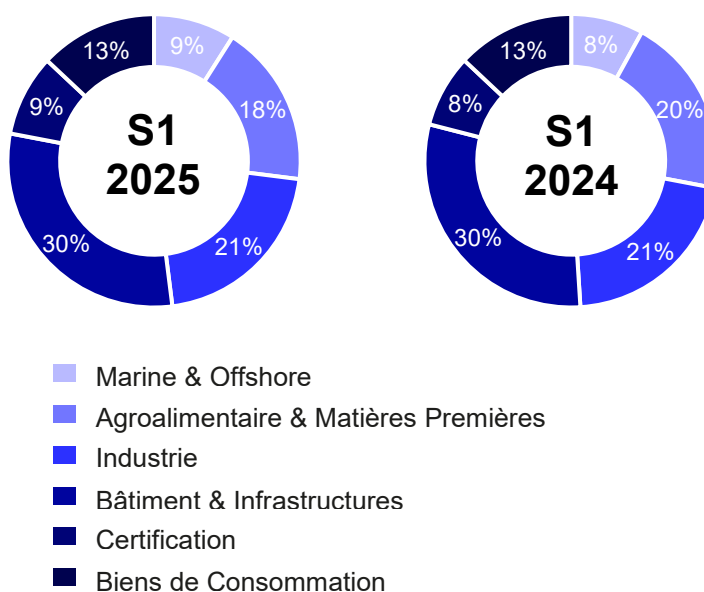 13%
9%
9%
18%
S1
2025
30%
21%
13%
8%
8%
20%
S1
2024
30%
21%
Marine & Offshore
Agroalimentaire & Matières Premières
Industrie
Bâtiment & Infrastructures
Certification
Biens de Consommation